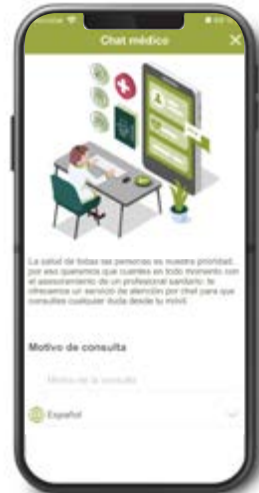 Chat médico
La salud de todas las personas es nuestra prioridad,
por eso queremos que cuentes en todo momento con
el asesoramiento de un profesional sanitario: te
ofrecemos un servicio de atención por chat para que
consultes cualquier duda desde tu móvil.
Motivo de consulta
Motivo de la consulta
Español